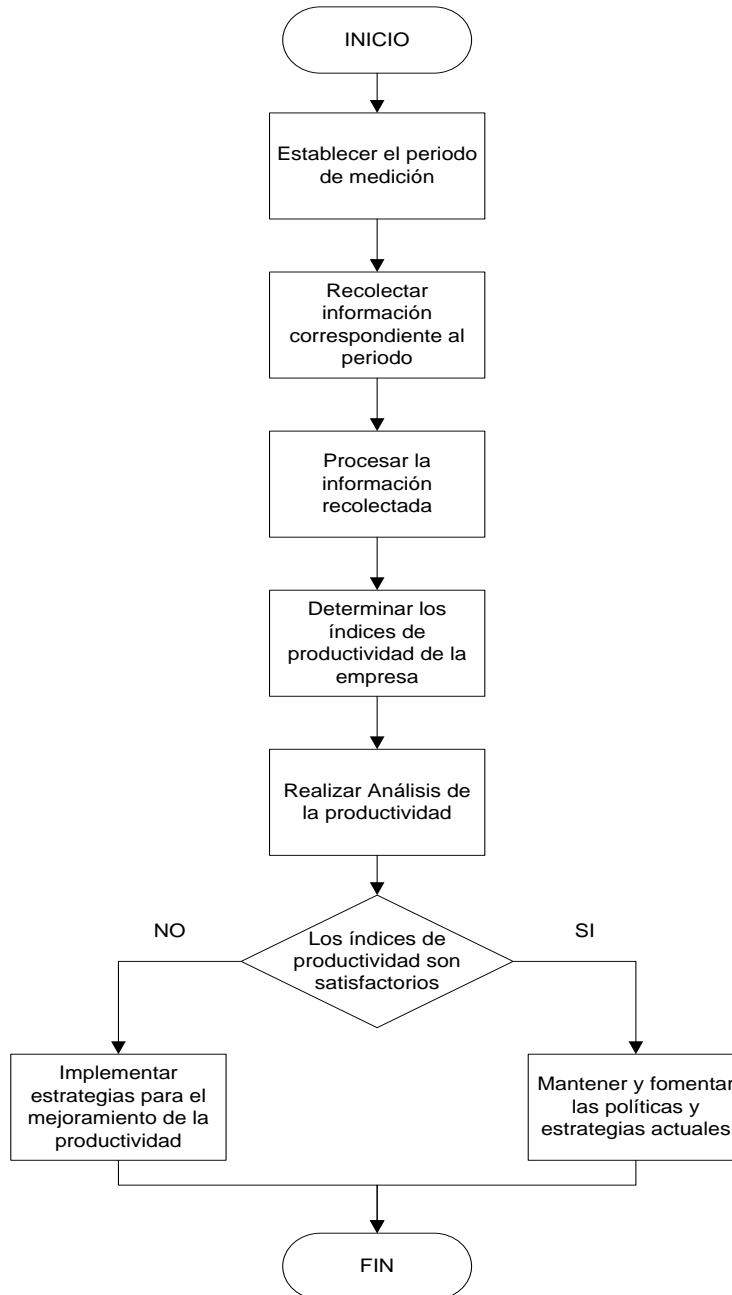 INICIO
Establecer el periodo
de medición
Recolectar
información
correspondiente al
periodo
Procesar la
información
recolectada
Determinar los
índices de
productividad de la
empresa
Realizar Análisis de
la productividad
NO
SI
Los índices de
productividad son
satisfactorios
Implementar
estrategias para el
mejoramiento de la
productividad
Mantener y fomentar
las políticas y
estrategias actuales
FIN